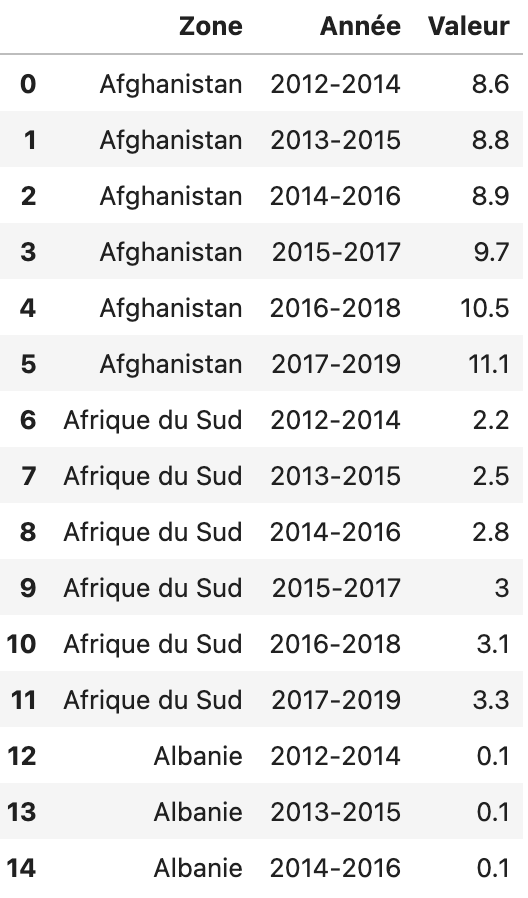 Zone Année Valeur
0 Afghanistan 2012-2014 8.6
1 Afghanistan 2013-2015 8.8
2 Afghanistan 2014-2016 8.9
3 Afghanistan 2015-2017 9.7
4 Afghanistan 2016-2018 10.5
5 Afghanistan 2017-2019 11.1
6 Afrique du Sud 2012-2014 2.2
7 Afrique du Sud 2013-2015 2.5
8 Afrique du Sud 2014-2016 2.8
9 Afrique du Sud 2015-2017 3
10 Afrique du Sud 2016-2018 3.1
11 Afrique du Sud 2017-2019 3.3
12 Albanie 2012-2014 0.1
13 Albanie 2013-2015 0.1
14 Albanie 2014-2016 0.1